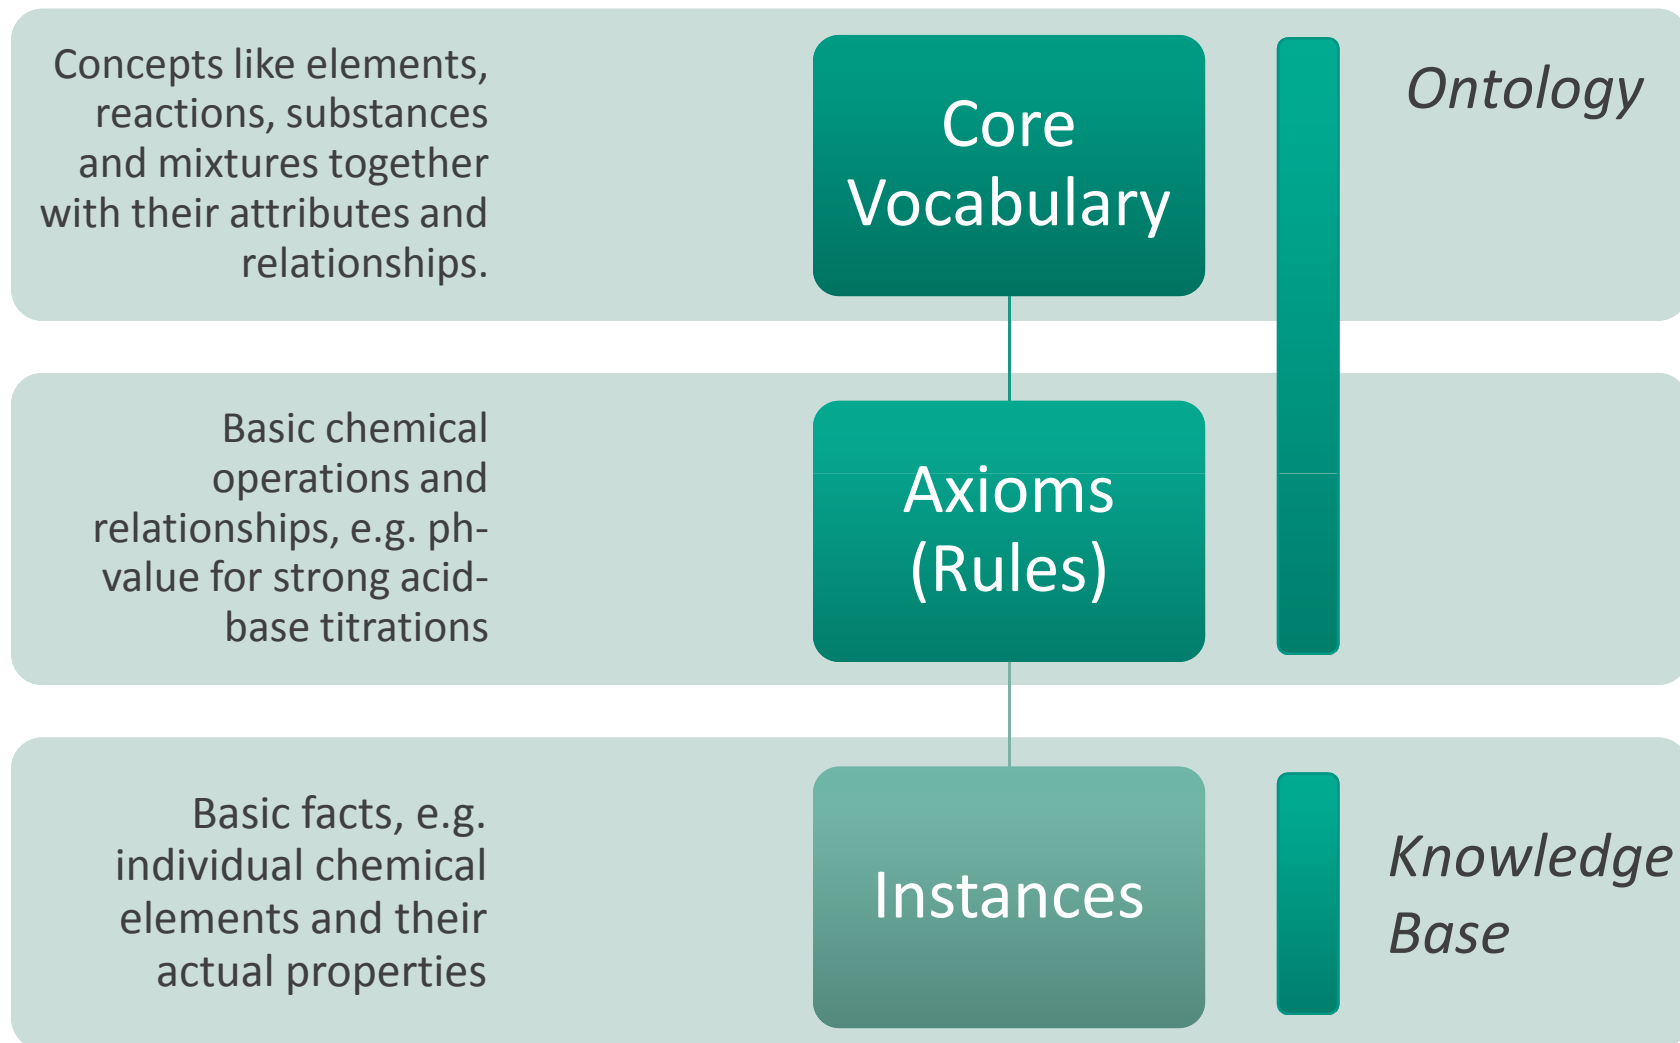 Concepts like elements,
reactions, substances
and mixtures together
with their attributes and
relationships.
Core
Vocabulary
Ontology
Basic chemical
operations and
relationships, e.g. ph-
value for strong acid-
base titrations
Axioms
(Rules)
Basic facts, e.g.
individual chemical
elements and their
actual properties
Instances
Knowledge
Base